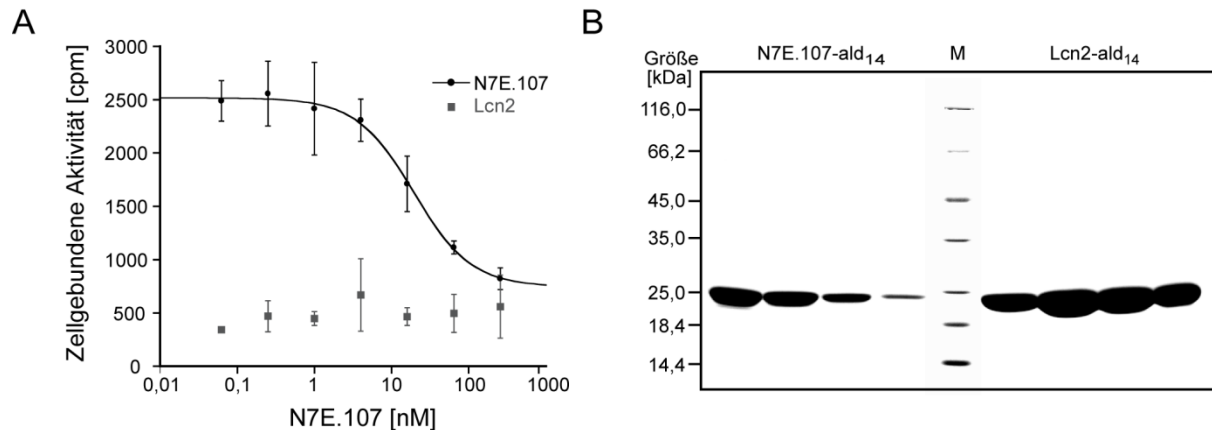 A
Zellgebundene Aktivität [cpm]
3000
2500
2000
1500
1000
500
0
0,01
0,1
1
10
100
1000
N7E.107 [nM]
N7E.107
Lcn2
B
Größe
[kDa]
N7E.107-ald₁₄
M
Lcn2-ald₁₄
116,0
66,2
45,0
35,0
25,0
18,4
14,4